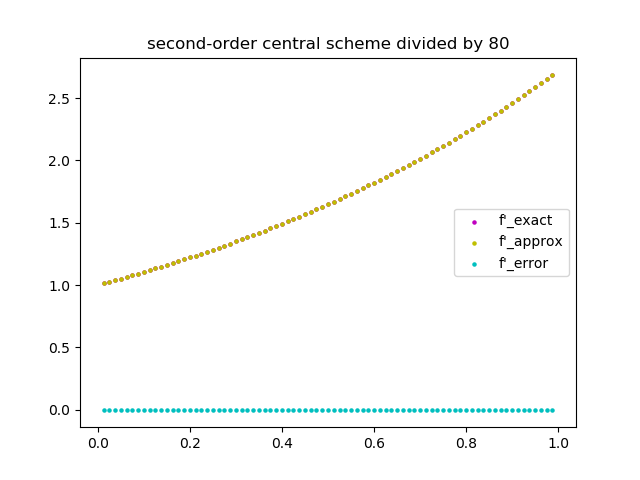 second-order central scheme divided by 80
2.5
2.0
1.5
1.0
0.5
0.0
f'_exact
f'_approx
f'_error
0.0 0.2 0.4 0.6 0.8 1.0